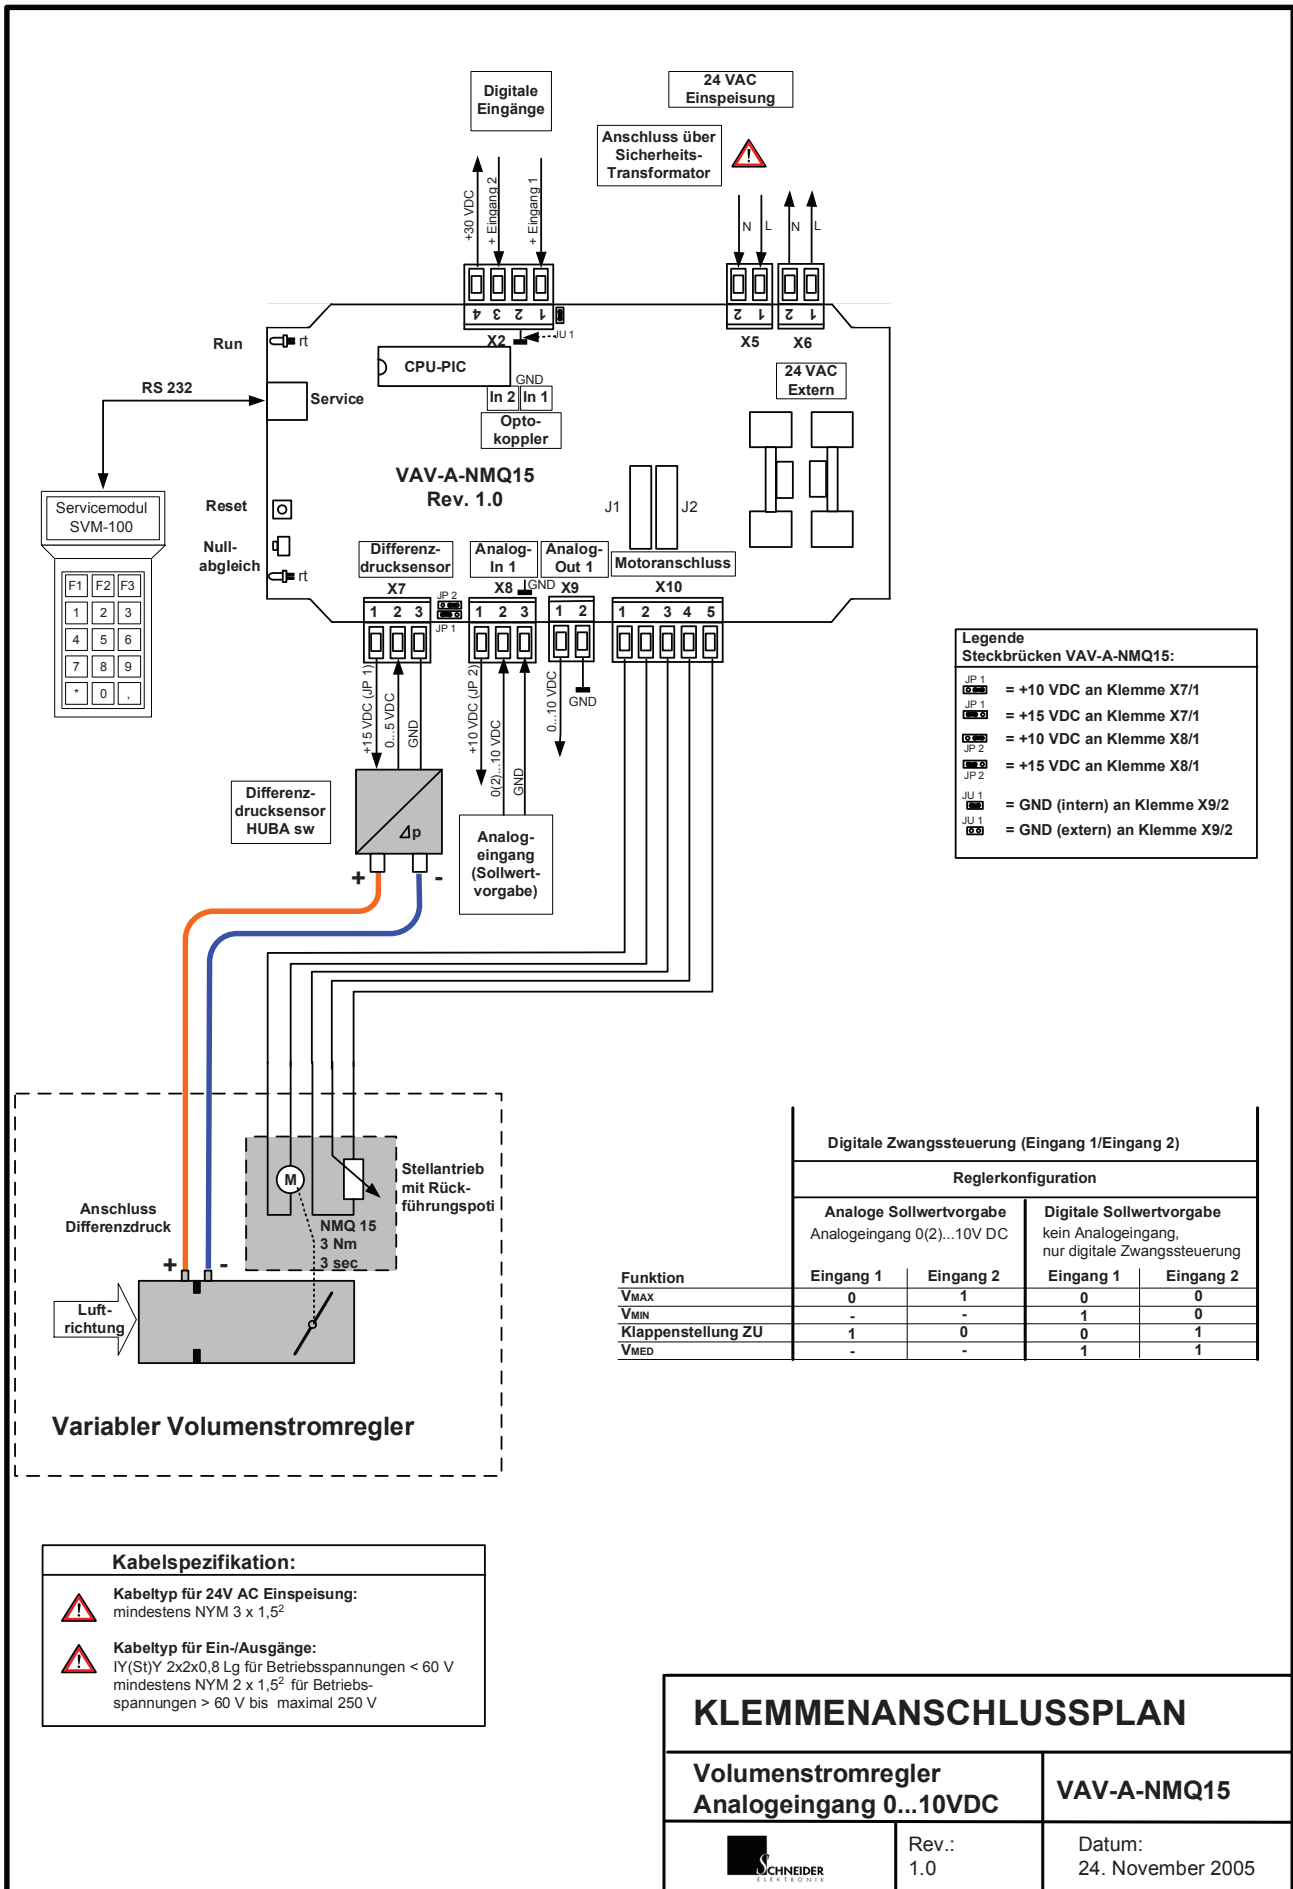 Digitale
Eingänge
24 VAC
Einspeisung
Anschluss über
Sicherheits-
Transformator
+30 VDC
+ Eingang 2
+ Eingang 1
N
L
N
L
4
3
2
1
2
1
2
1
X2
JU 1
X5
X6
Run
rt
CPU-PIC
GND
In 2
In 1
Opto-
koppler
24 VAC
Extern
RS 232
Service
VAV-A-NMQ15
Rev. 1.0
J1
J2
Servicemodul
SVM-100
F1
F2
F3
1
2
3
4
5
6
7
8
9
*
0
,
Reset
Null-
abgleich
rt
Differenz-
drucksensor
Analog-
In 1
Analog-
Out 1
Motoranschluss
X7
JP 2
JP 1
X8
GND
X9
X10
1 2 3
1 2 3
1 2
1 2 3 4 5
+15 VDC (JP 1)
0...5 VDC
GND
+10 VDC (JP 2)
0(2)...10 VDC
GND
0...10 VDC
GND
Legende
Steckbrücken VAV-A-NMQ15:
JP 1
= +10 VDC an Klemme X7/1
JP 1
= +15 VDC an Klemme X7/1
= +10 VDC an Klemme X8/1
JP 2
= +15 VDC an Klemme X8/1
JP 2
JU 1
= GND (intern) an Klemme X9/2
JU 1
= GND (extern) an Klemme X9/2
Differenz-
drucksensor
HUBA sw
Δp
+
-
Analog-
eingang
(Sollwert-
vorgabe)
M
Stellantrieb
mit Rück-
führungspoti
NMQ 15
3 Nm
3 sec
Anschluss
Differenzdruck
+
-
Luft-
richtung
Variabler Volumenstromregler
Digitale Zwangssteuerung (Eingang 1/Eingang 2)
Reglerkonfiguration
Analoge Sollwertvorgabe
Analogeingang 0(2)...10V DC
Digitale Sollwertvorgabe
kein Analogeingang,
nur digitale Zwangssteuerung
Funktion Eingang 1 Eingang 2 Eingang 1 Eingang 2
VMAX 0 1 0 0
VMIN - - 1 0
Klappenstellung ZU 1 0 0 1
VMED - - 1 1
Kabelspezifikation:
Kabeltyp für 24V AC Einspeisung:
mindestens NYM 3 x 1,5²
Kabeltyp für Ein-/Ausgänge:
IY(St)Y 2x2x0,8 Lg für Betriebsspannungen < 60 V
mindestens NYM 2 x 1,5² für Betriebs-
spannungen > 60 V bis maximal 250 V
KLEMMENANSCHLUSSPLAN
Volumenstromregler
Analogeingang 0...10VDC
VAV-A-NMQ15
SCHNEIDER
ELEKTRONIK
Rev.:
1.0
Datum:
24. November 2005